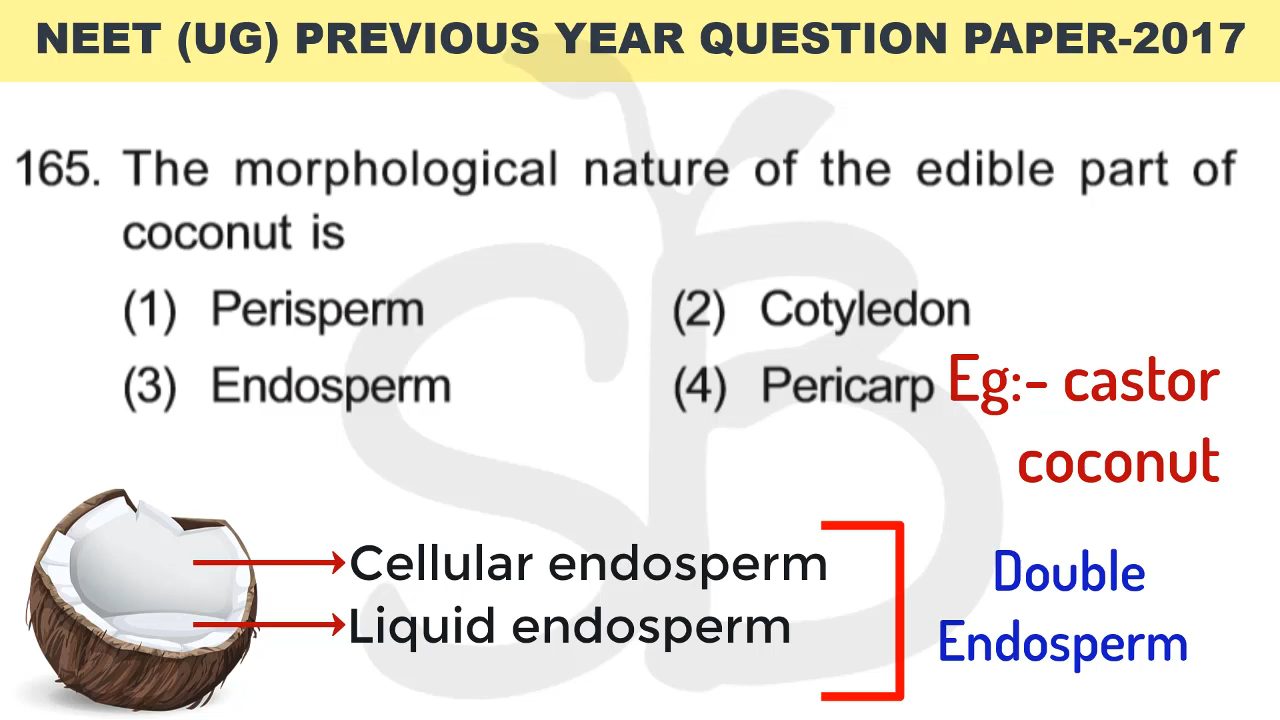 NEET (UG) PREVIOUS YEAR QUESTION PAPER-2017
165. The morphological nature of the edible part of
coconut is
(1) Perisperm (2) Cotyledon
(3) Endosperm (4) Pericarp
Eg:- castor
coconut
Cellular endosperm
Liquid endosperm
Double
Endosperm
SB